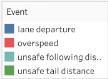 Event
lane departure
overspeed
unsafe following dis..
unsafe tail distance